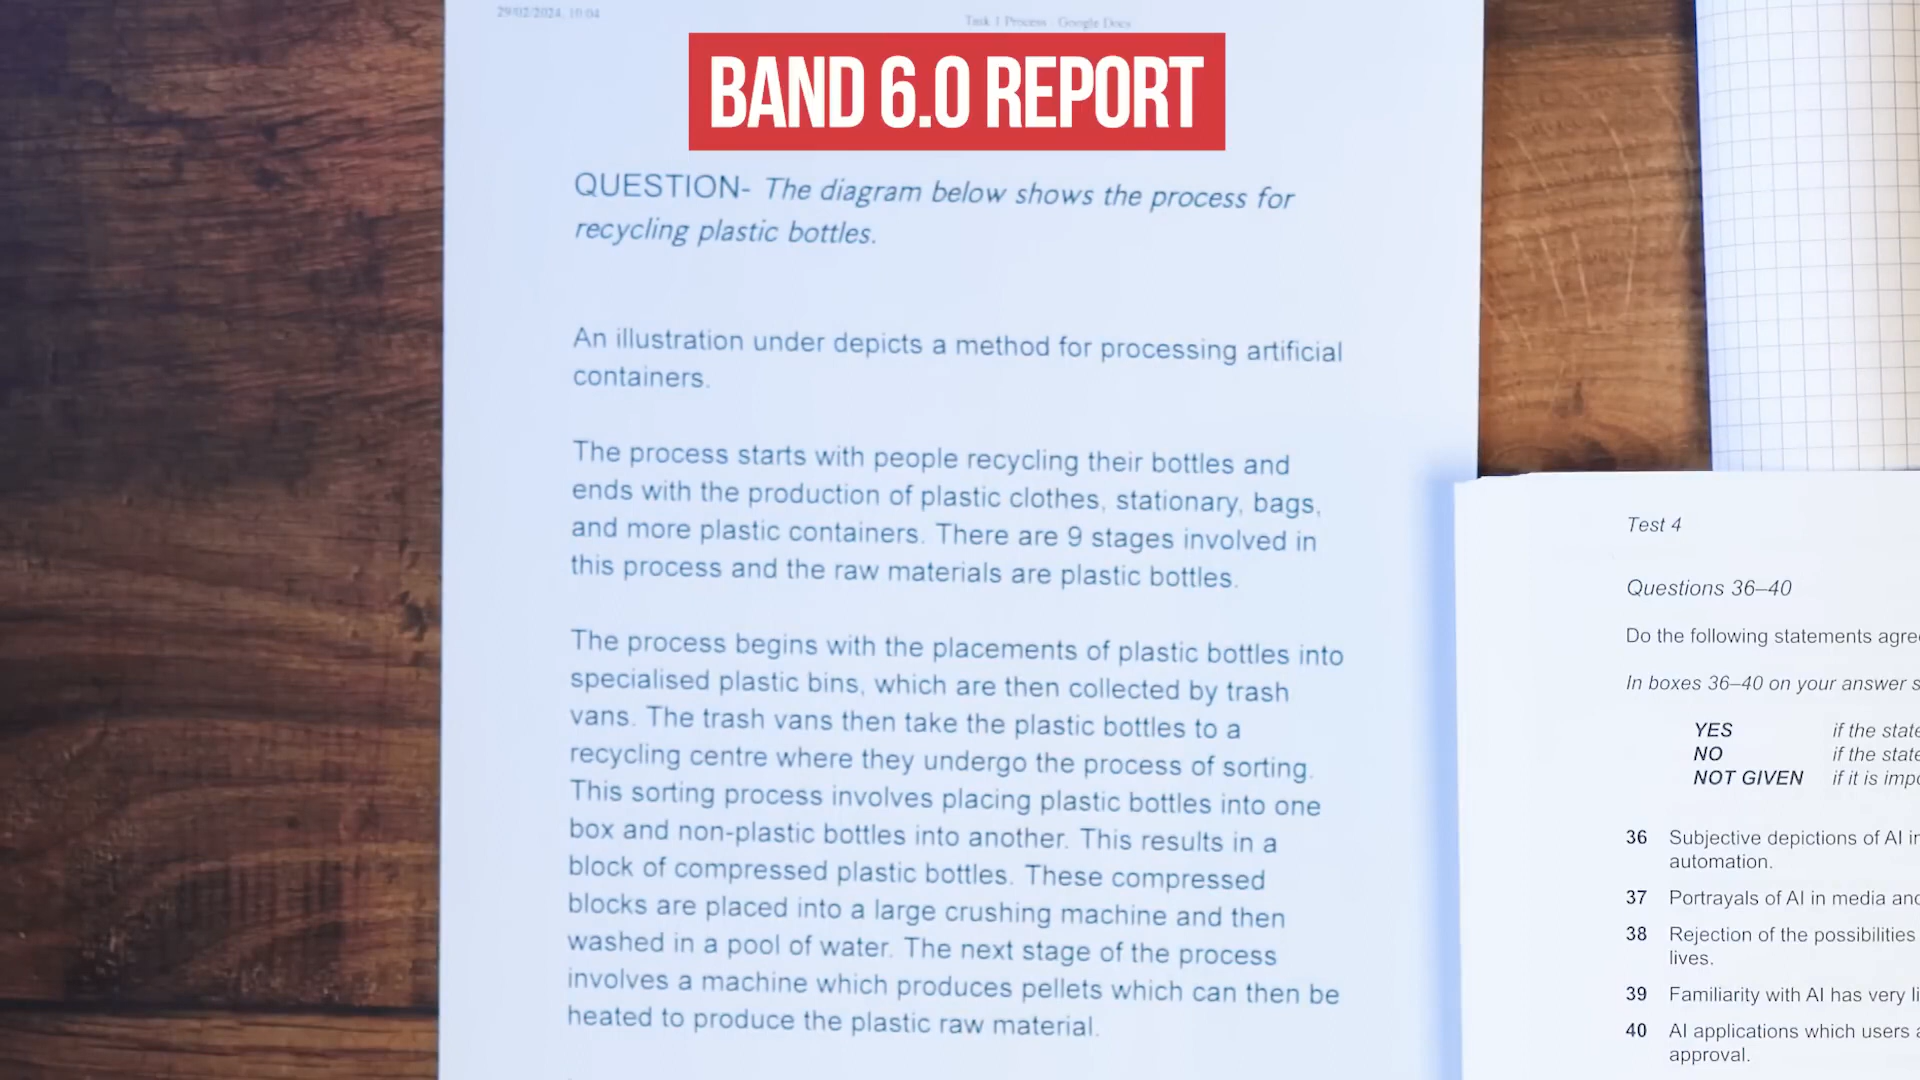 29/02/2024, 10:04
Task 1 Process - Google Docs
BAND 6.0 REPORT
QUESTION- The diagram below shows the process for
recycling plastic bottles.
An illustration under depicts a method for processing artificial
containers.
The process starts with people recycling their bottles and
ends with the production of plastic clothes, stationary, bags,
and more plastic containers. There are 9 stages involved in
this process and the raw materials are plastic bottles.
The process begins with the placements of plastic bottles into
specialised plastic bins, which are then collected by trash
vans. The trash vans then take the plastic bottles to a
recycling centre where they undergo the process of sorting.
This sorting process involves placing plastic bottles into one
box and non-plastic bottles into another. This results in a
block of compressed plastic bottles. These compressed
blocks are placed into a large crushing machine and then
washed in a pool of water. The next stage of the process
involves a machine which produces pellets which can then be
heated to produce the plastic raw material.
Test 4
Questions 36–40
Do the following statements agre
In boxes 36–40 on your answer s
YES if the state
NO if the state
NOT GIVEN if it is imp
36 Subjective depictions of AI in
automation.
37 Portrayals of AI in media and
38 Rejection of the possibilities
lives.
39 Familiarity with AI has very li
40 AI applications which users a
approval.